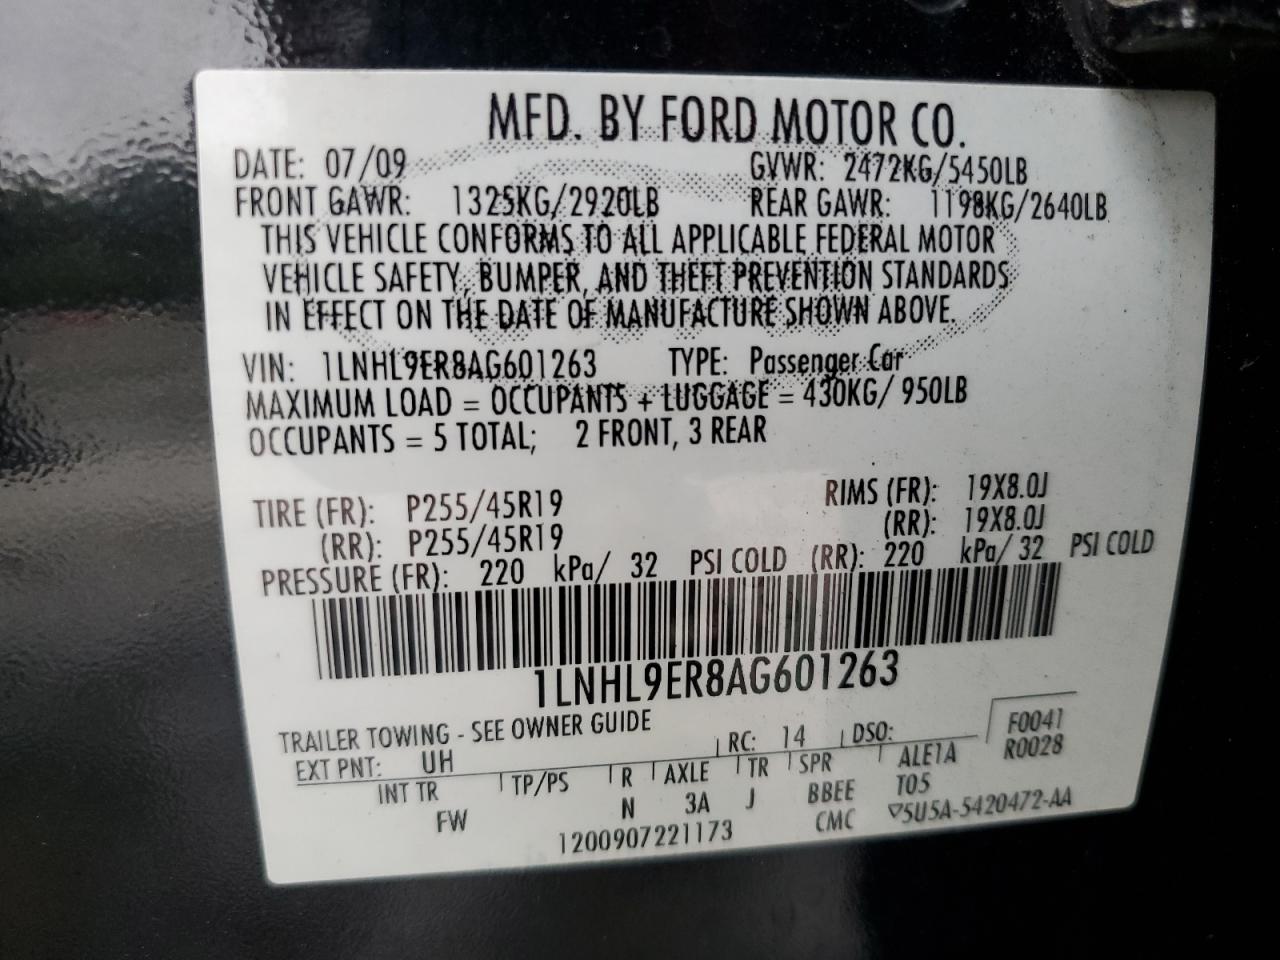 MFD. BY FORD MOTOR CO.
DATE: 07/09 GVWR: 2472KG/5450LB
FRONT GAWR: 1325KG/2920LB REAR GAWR: 1198KG/2640LB
THIS VEHICLE CONFORMS TO ALL APPLICABLE FEDERAL MOTOR
VEHICLE SAFETY, BUMPER, AND THEFT PREVENTION STANDARDS
IN EFFECT ON THE DATE OF MANUFACTURE SHOWN ABOVE.
VIN: 1LNHL9ER8AG601263 TYPE: Passenger Car
MAXIMUM LOAD = OCCUPANTS + LUGGAGE = 430KG/ 950LB
OCCUPANTS = 5 TOTAL; 2 FRONT, 3 REAR
TIRE (FR): P255/45R19 RIMS (FR): 19X8.0J
(RR): P255/45R19 (RR): 19X8.0J
PRESSURE (FR): 220 kPa/ 32 PSI COLD (RR): 220 kPa/ 32 PSI COLD
1LNHL9ER8AG601263
TRAILER TOWING - SEE OWNER GUIDE F0041
EXT PNT: UH RC: 14 DSO: R0028
INT TR TP/PS R AXLE TR SPR ALE1A
FW N 3A J BBEE T05
1200907221173 CMC 5U5A-5420472-AA